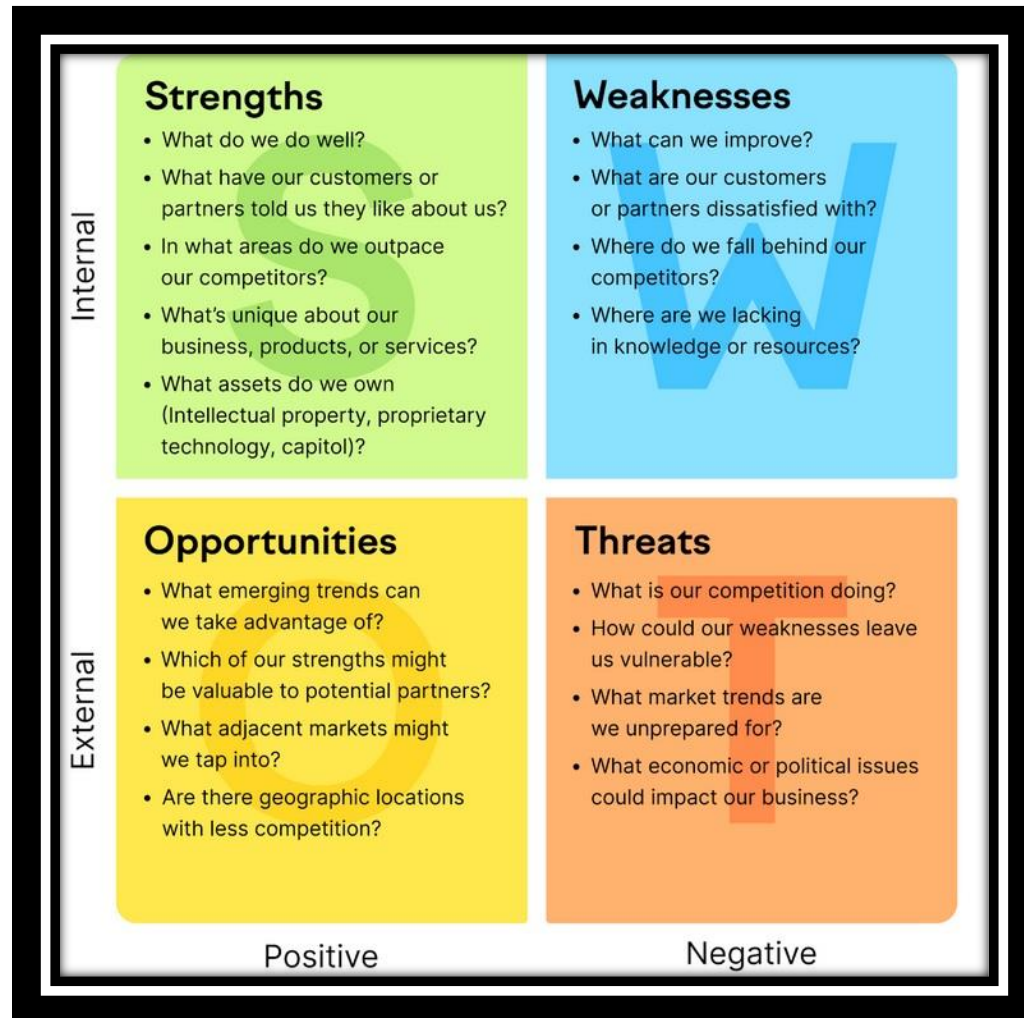 Internal
Strengths
• What do we do well?
• What have our customers or
partners told us they like about us?
• In what areas do we outpace
our competitors?
• What's unique about our
business, products, or services?
• What assets do we own
(Intellectual property, proprietary
technology, capitol)?
S
Weaknesses
• What can we improve?
• What are our customers
or partners dissatisfied with?
• Where do we fall behind our
competitors?
• Where are we lacking
in knowledge or resources?
W
External
Opportunities
• What emerging trends can
we take advantage of?
• Which of our strengths might
be valuable to potential partners?
• What adjacent markets might
we tap into?
• Are there geographic locations
with less competition?
O
Threats
• What is our competition doing?
• How could our weaknesses leave
us vulnerable?
• What market trends are
we unprepared for?
• What economic or political issues
could impact our business?
T
Positive
Negative